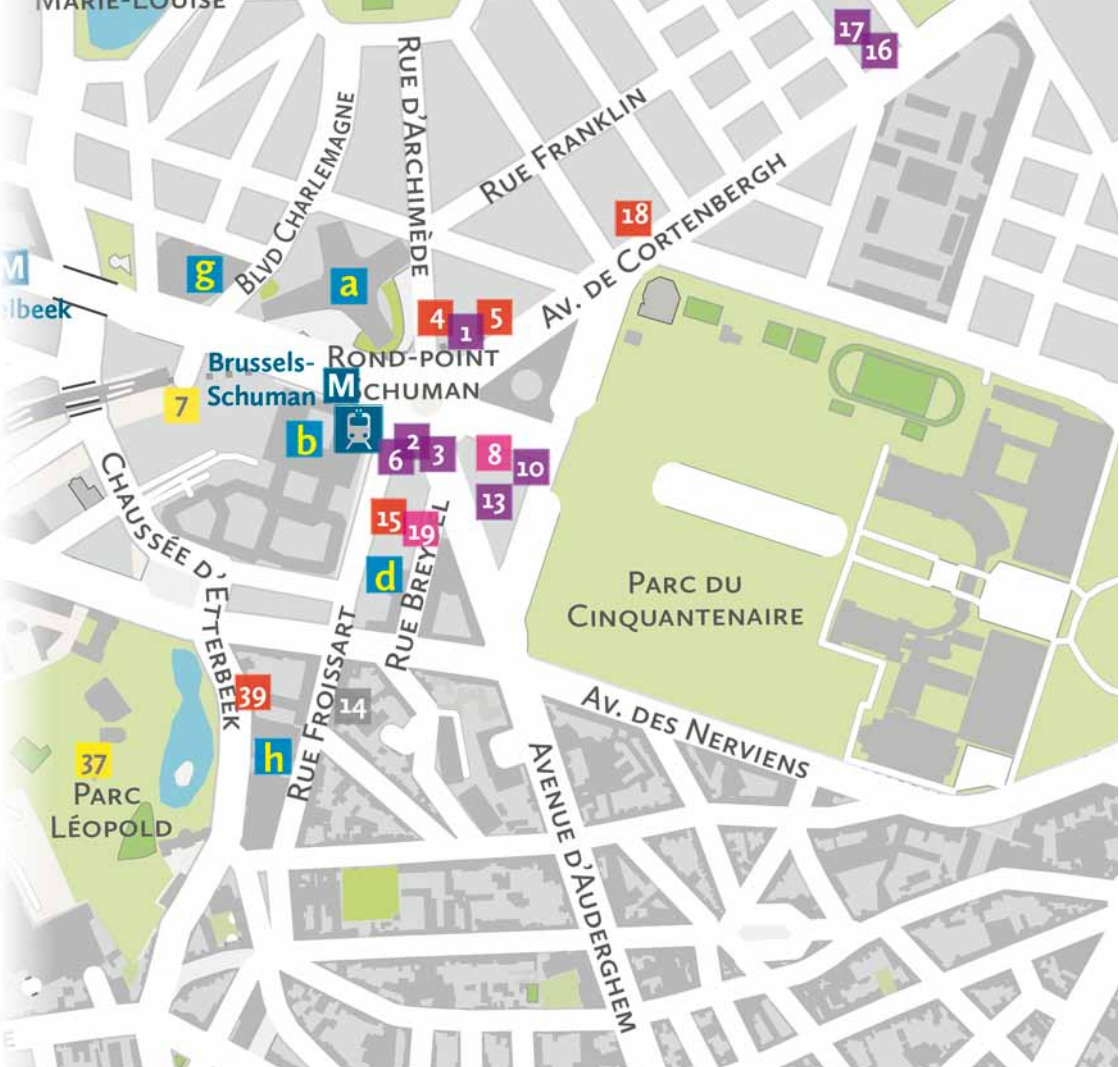 MARIE-LOUISE
17
16
RUE D'ARCHIMÈDE
RUE FRANKLIN
BLVD CHARLEMAGNE
18
AV. DE CORTENBERGH
M
g
a
elbeek
4
1
5
Brussels-
Schuman
M
ROND-POINT
SCHUMAN
7
b
6
2
3
8
10
13
15
19
CHAUSSÉE D'ETTERBEEK
d
RUE BREYDEL
PARC DU
CINQUANTENAIRE
RUE FROISSART
39
14
h
AV. DES NERVIENS
37
PARC
LÉOPOLD
AVENUE D'AUDERGHEM